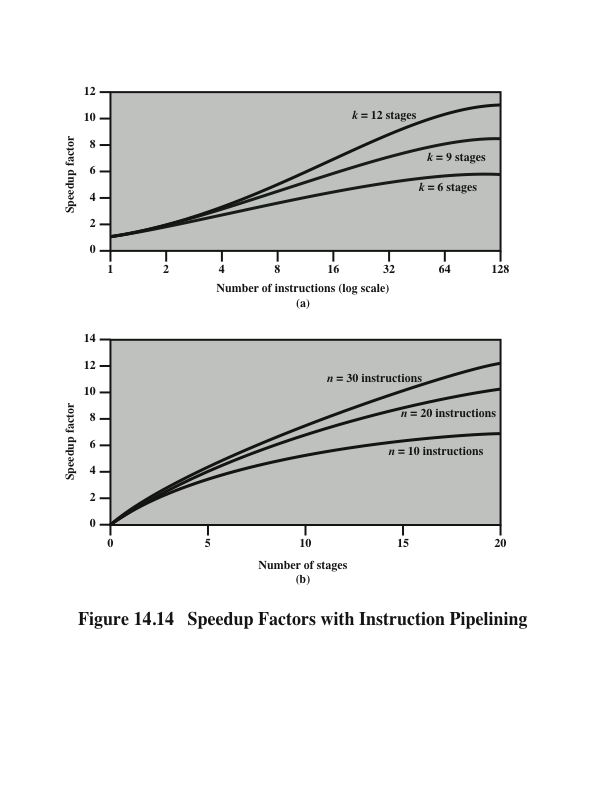 12
10
8
6
4
2
0
Speedup factor
k = 12 stages
k = 9 stages
k = 6 stages
1 2 4 8 16 32 64 128
Number of instructions (log scale)
(a)
14
12
10
8
6
4
2
0
Speedup factor
n = 30 instructions
n = 20 instructions
n = 10 instructions
0 5 10 15 20
Number of stages
(b)
Figure 14.14 Speedup Factors with Instruction Pipelining